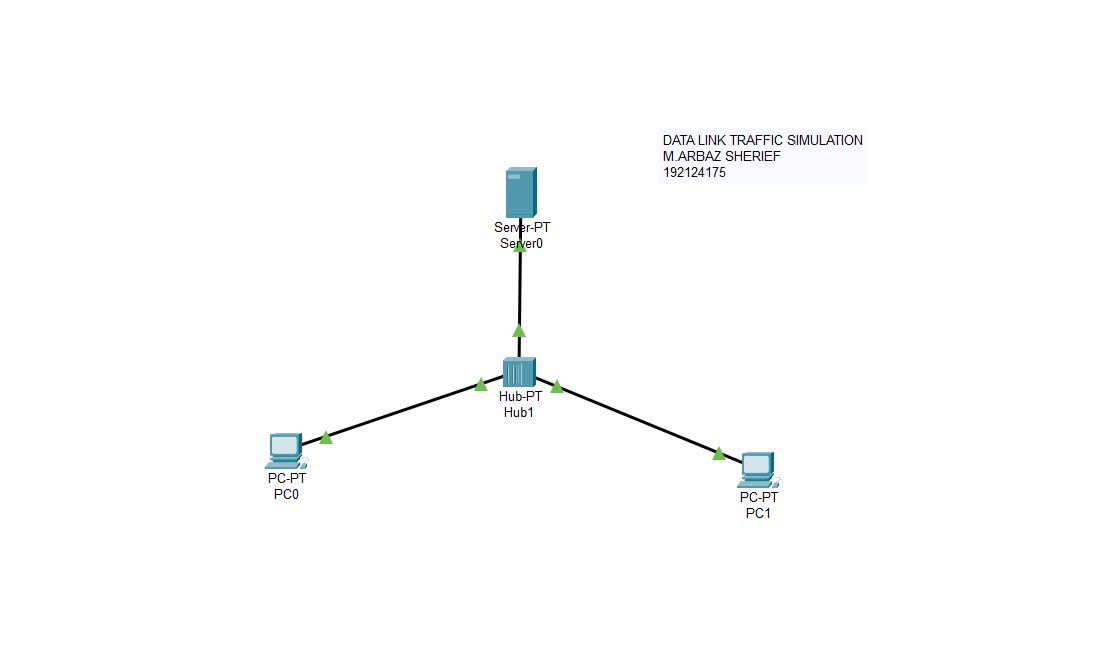 DATA LINK TRAFFIC SIMULATION
M.ARBAZ SHERIEF
192124175
Server-PT
Server0
Hub-PT
Hub1
PC-PT
PC0
PC-PT
PC1